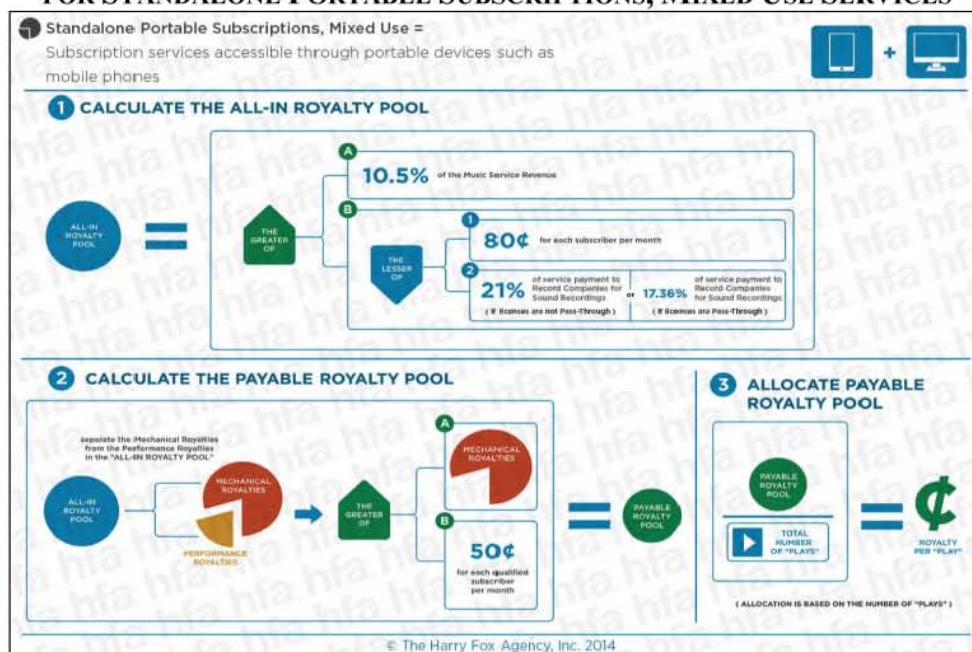 FOR STANDALONE PORTABLE SUBSCRIPTIONS, MIXED USE SERVICES
Standalone Portable Subscriptions, Mixed Use =
Subscription services accessible through portable devices such as
mobile phones
+
1 CALCULATE THE ALL-IN ROYALTY POOL
ALL-IN
ROYALTY
POOL
=
THE
GREATER
OF
A
10.5% of the Music Service Revenue
B
THE
LESSER
OF
1
80¢ for each subscriber per month
2
21% of service payment to
Record Companies for
Sound Recordings
( If licenses are not Pass-Through )
or
17.36% of service payment to
Record Companies
for Sound Recordings
( If licenses are Pass-Through )
2 CALCULATE THE PAYABLE ROYALTY POOL
separate the Mechanical Royalties
from the Performance Royalties
in the "ALL-IN ROYALTY POOL"
ALL-IN
ROYALTY
POOL
MECHANICAL
ROYALTIES
PERFORMANCE
ROYALTIES
THE
GREATER
OF
A
MECHANICAL
ROYALTIES
B
50¢
for each qualified
subscriber
per month
=
PAYABLE
ROYALTY
POOL
3 ALLOCATE PAYABLE
ROYALTY POOL
PAYABLE
ROYALTY
POOL
TOTAL
NUMBER
OF "PLAYS"
=
¢
ROYALTY
PER "PLAY"
( ALLOCATION IS BASED ON THE NUMBER OF "PLAYS" )
© The Harry Fox Agency, Inc. 2014
hfa